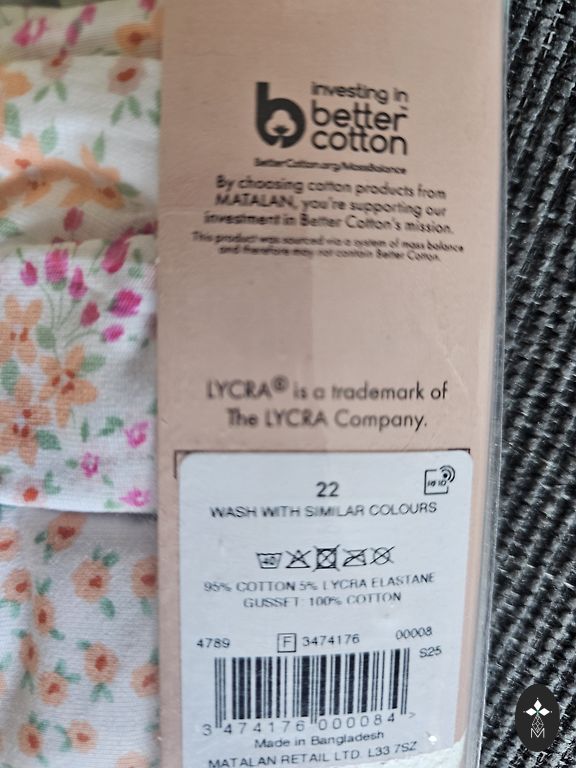 investing in
better™
cotton
BetterCotton.org/MassBalance
By choosing cotton products from
MATALAN, you're supporting our
investment in Better Cotton's mission.
This product was sourced via a system of mass balance
and therefore may not contain Better Cotton.
LYCRA® is a trademark of
The LYCRA Company.
22
RFID
WASH WITH SIMILAR COLOURS
40
95% COTTON 5% LYCRA ELASTANE
GUSSET: 100% COTTON
4789 F 3474176 00008
S25
3 474176 000084 >
Made in Bangladesh
MATALAN RETAIL LTD. L33 7SZ
M